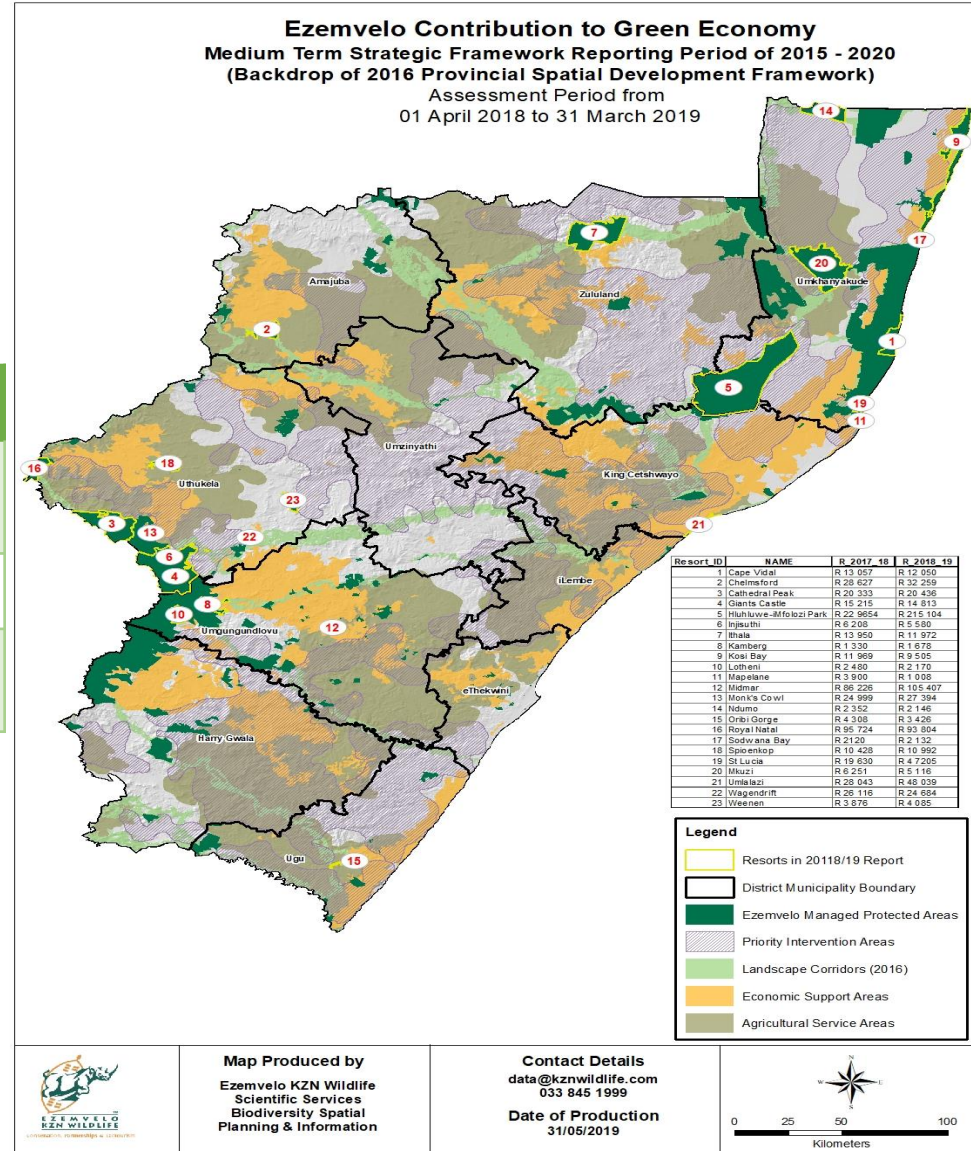 Ezemvelo Contribution to Green Economy
Medium Term Strategic Framework Reporting Period of 2015 - 2020
(Backdrop of 2016 Provincial Spatial Development Framework)
Assessment Period from
01 April 2018 to 31 March 2019
14
9
7
17
20
Amajuba
Zululand
Umkhanyakude
2
1
5
19
11
Umzinyathi
16
18
Uthukela
King Cetshwayo
23
3
13
21
22
6
4
iLembe
8
10
12
Umgungundlovu
eThekwini
Harry Gwala
Ugu
15
Resort_ID NAME R_2017_18 R_2018_19
1 Cape Vidal R 13 057 R 12 050
2 Chelmsford R 28 627 R 32 259
3 Cathedral Peak R 20 333 R 20 436
4 Giants Castle R 15 215 R 14 813
5 Hluhluwe-iMfolozi Park R 22 9654 R 215 104
6 Injisuthi R 6 208 R 5 580
7 Ithala R 13 950 R 11 972
8 Kamberg R 1 330 R 1 678
9 Kosi Bay R 11 969 R 9 505
10 Lotheni R 2 480 R 2 170
11 Mapelane R 3 900 R 1 008
12 Midmar R 86 226 R 105 407
13 Monk's Cowl R 24 999 R 27 394
14 Ndumo R 2 352 R 2 146
15 Oribi Gorge R 4 308 R 3 426
16 Royal Natal R 95 724 R 93 804
17 Sodwana Bay R 2120 R 2 132
18 Spioenkop R 10 428 R 10 992
19 St Lucia R 19 630 R 4 7205
20 Mkuzi R 6 251 R 5 116
21 Umlalazi R 28 043 R 48 039
22 Wagendrift R 26 116 R 24 684
23 Weenen R 3 876 R 4 085
Legend
Resorts in 20118/19 Report
District Municipality Boundary
Ezemvelo Managed Protected Areas
Priority Intervention Areas
Landscape Corridors (2016)
Economic Support Areas
Agricultural Service Areas
EZEMVELO
KZN WILDLIFE
Map Produced by
Ezemvelo KZN Wildlife
Scientific Services
Biodiversity Spatial
Planning & Information
Contact Details
data@kznwildlife.com
033 845 1999
Date of Production
31/05/2019
N
W E
S
0 25 50 100
Kilometers